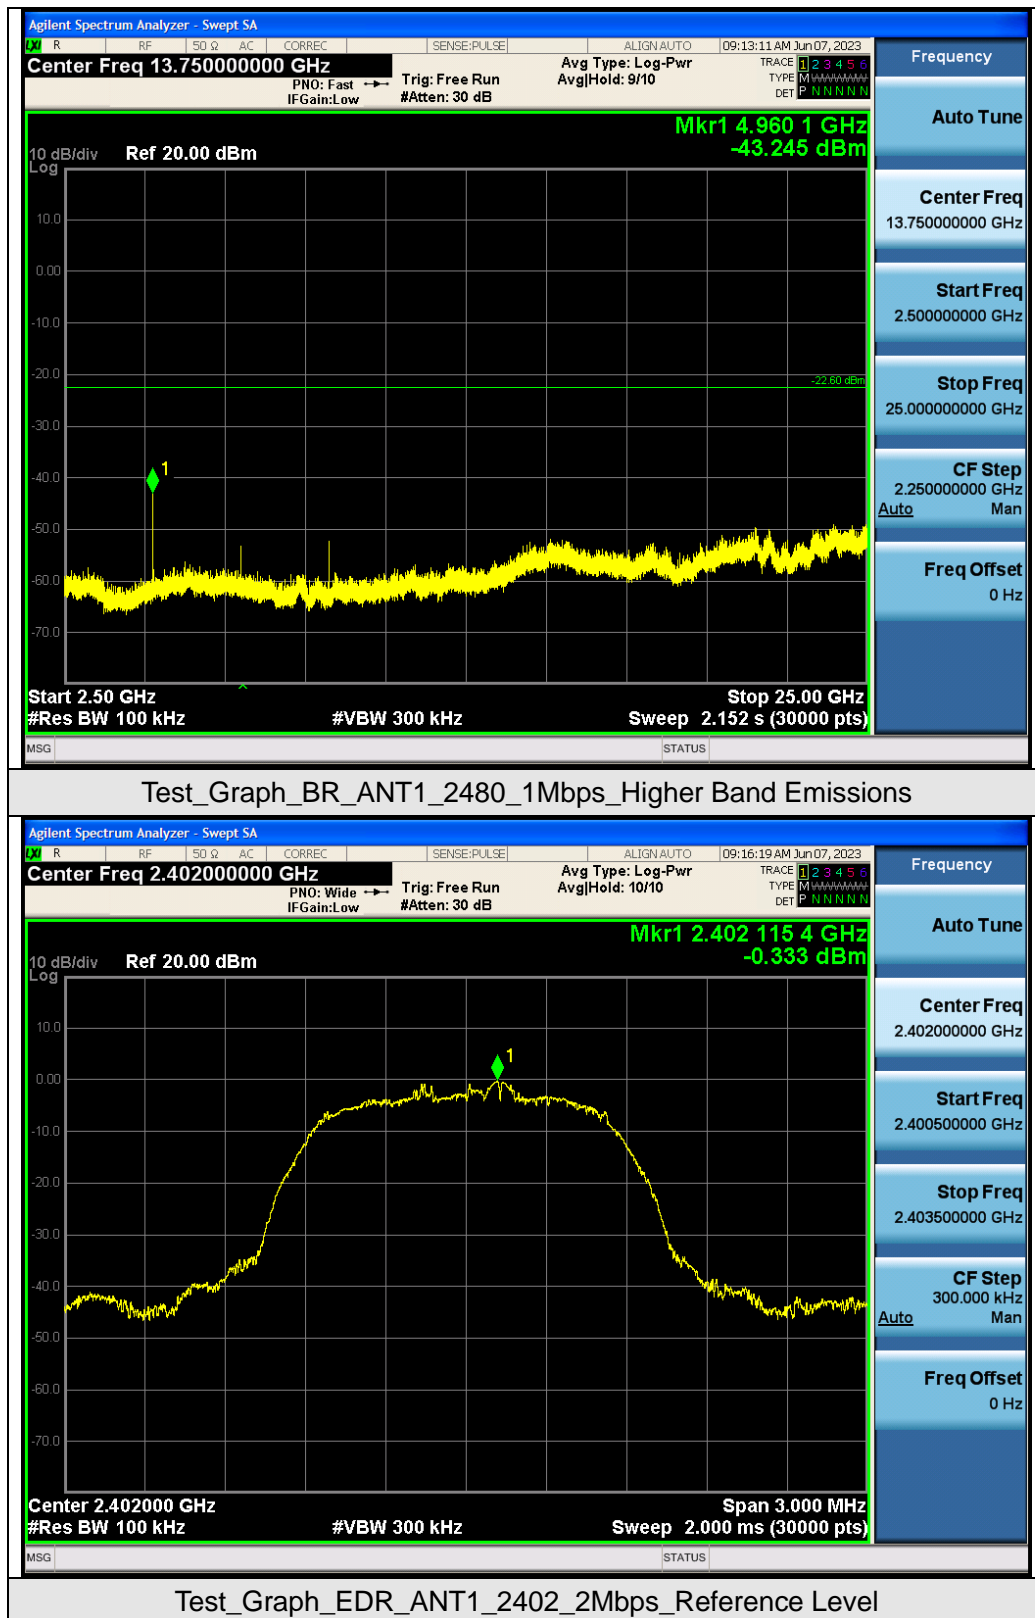 Agilent Spectrum Analyzer - Swept SA
LXI R RF 50 Ω AC CORREC SENSE:PULSE ALIGN AUTO 09:13:11 AM Jun 07, 2023
Center Freq 13.750000000 GHz
PNO: Fast
IFGain:Low
Trig: Free Run
#Atten: 30 dB
Avg Type: Log-Pwr
Avg|Hold: 9/10
TRACE 1 2 3 4 5 6
TYPE M W W W W W
DET P N N N N N
Mkr1 4.960 1 GHz
-43.245 dBm
10 dB/div Ref 20.00 dBm
Log
10.0
0.00
-10.0
-20.0
-22.60 dBm
-30.0
-40.0
1
-50.0
-60.0
-70.0
Start 2.50 GHz Stop 25.00 GHz
#Res BW 100 kHz #VBW 300 kHz Sweep 2.152 s (30000 pts)
MSG STATUS
Frequency
Auto Tune
Center Freq
13.750000000 GHz
Start Freq
2.500000000 GHz
Stop Freq
25.000000000 GHz
CF Step
2.250000000 GHz
Auto Man
Freq Offset
0 Hz
Test_Graph_BR_ANT1_2480_1Mbps_Higher Band Emissions
Agilent Spectrum Analyzer - Swept SA
LXI R RF 50 Ω AC CORREC SENSE:PULSE ALIGN AUTO 09:16:19 AM Jun 07, 2023
Center Freq 2.402000000 GHz
PNO: Wide
IFGain:Low
Trig: Free Run
#Atten: 30 dB
Avg Type: Log-Pwr
Avg|Hold: 10/10
TRACE 1 2 3 4 5 6
TYPE M W W W W W
DET P N N N N N
Mkr1 2.402 115 4 GHz
-0.333 dBm
10 dB/div Ref 20.00 dBm
Log
10.0
0.00
1
-10.0
-20.0
-30.0
-40.0
-50.0
-60.0
-70.0
Center 2.402000 GHz Span 3.000 MHz
#Res BW 100 kHz #VBW 300 kHz Sweep 2.000 ms (30000 pts)
MSG STATUS
Frequency
Auto Tune
Center Freq
2.402000000 GHz
Start Freq
2.400500000 GHz
Stop Freq
2.403500000 GHz
CF Step
300.000 kHz
Auto Man
Freq Offset
0 Hz
Test_Graph_EDR_ANT1_2402_2Mbps_Reference Level